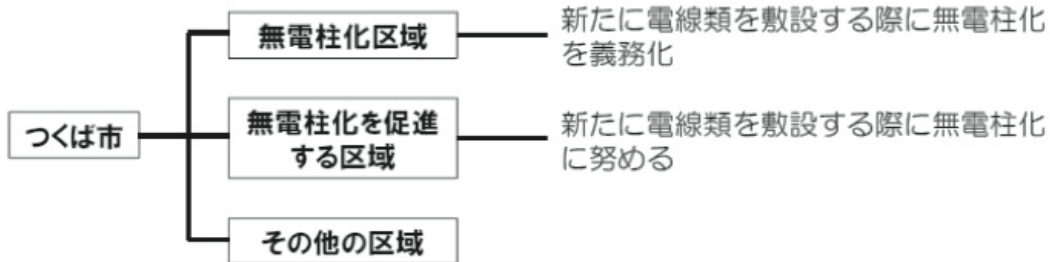 無電柱化区域
新たに電線類を敷設する際に無電柱化
を義務化
つくば市
無電柱化を促進
する区域
新たに電線類を敷設する際に無電柱化
に努める
その他の区域